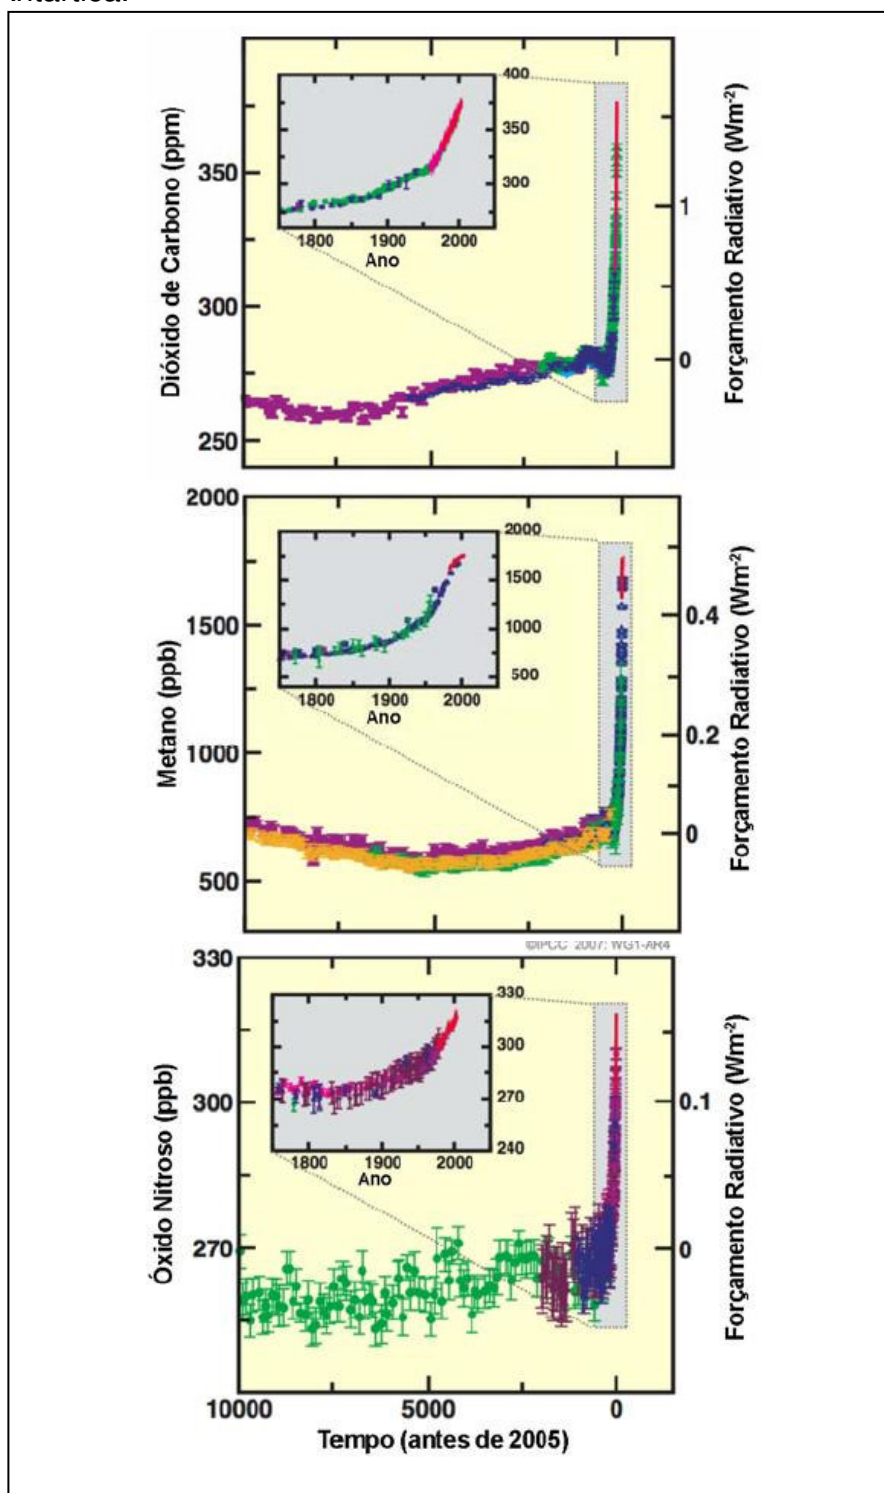 400
350
300
1800 1900 2000
Ano
350
300
250
1
0
Dióxido de Carbono (ppm)
Forçamento Radiativo (Wm-2)
2000
1500
1000
500
2000
1500
1000
500
1800 1900 2000
Ano
0.4
0.2
0
Metano (ppb)
Forçamento Radiativo (Wm-2)
©IPCC 2007: WG1-AR4
330
300
270
330
300
270
240
1800 1900 2000
Ano
0.1
0
Óxido Nitroso (ppb)
Forçamento Radiativo (Wm-2)
10000 5000 0
Tempo (antes de 2005)